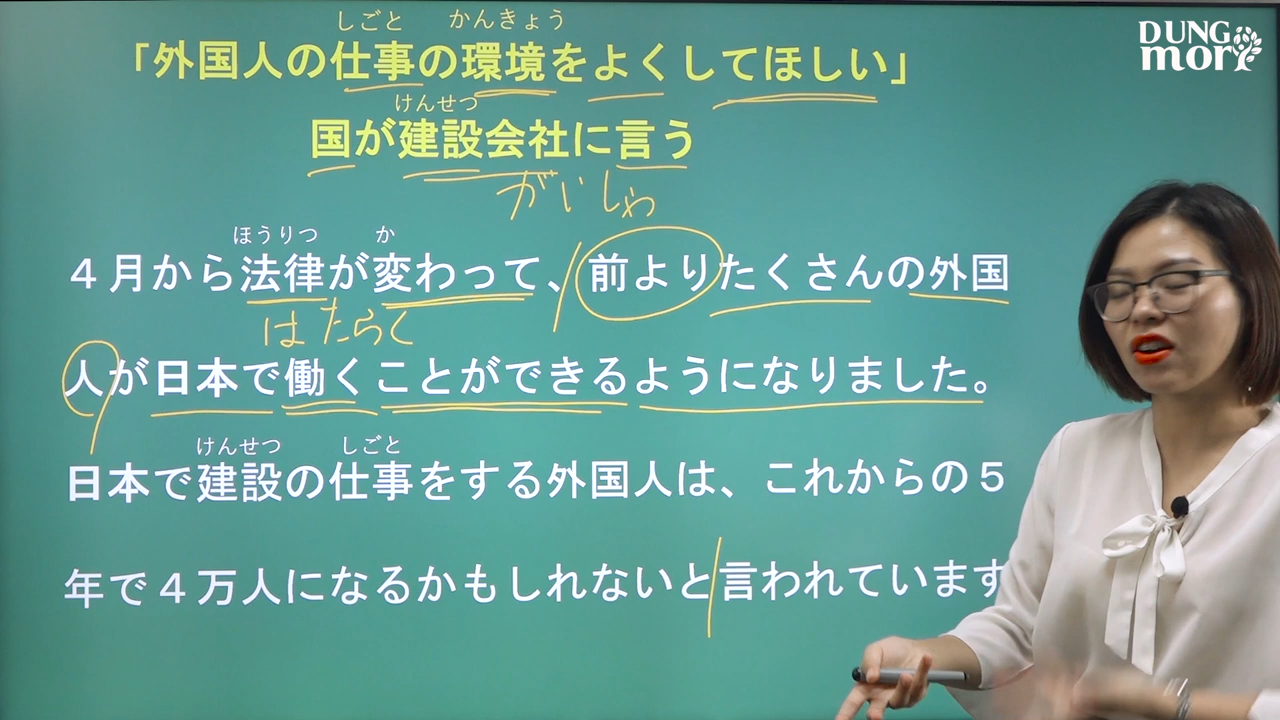 DUNG
mori
しごと かんきょう
「外国人の仕事の環境をよくしてほしい」
けんせつ
国が建設会社に言う
がいしゃ
ほうりつ か
４月から法律が変わって、前よりたくさんの外国
はたらく
人が日本で働くことができるようになりました。
けんせつ しごと
日本で建設の仕事をする外国人は、これからの５
年で４万人になるかもしれないと言われています